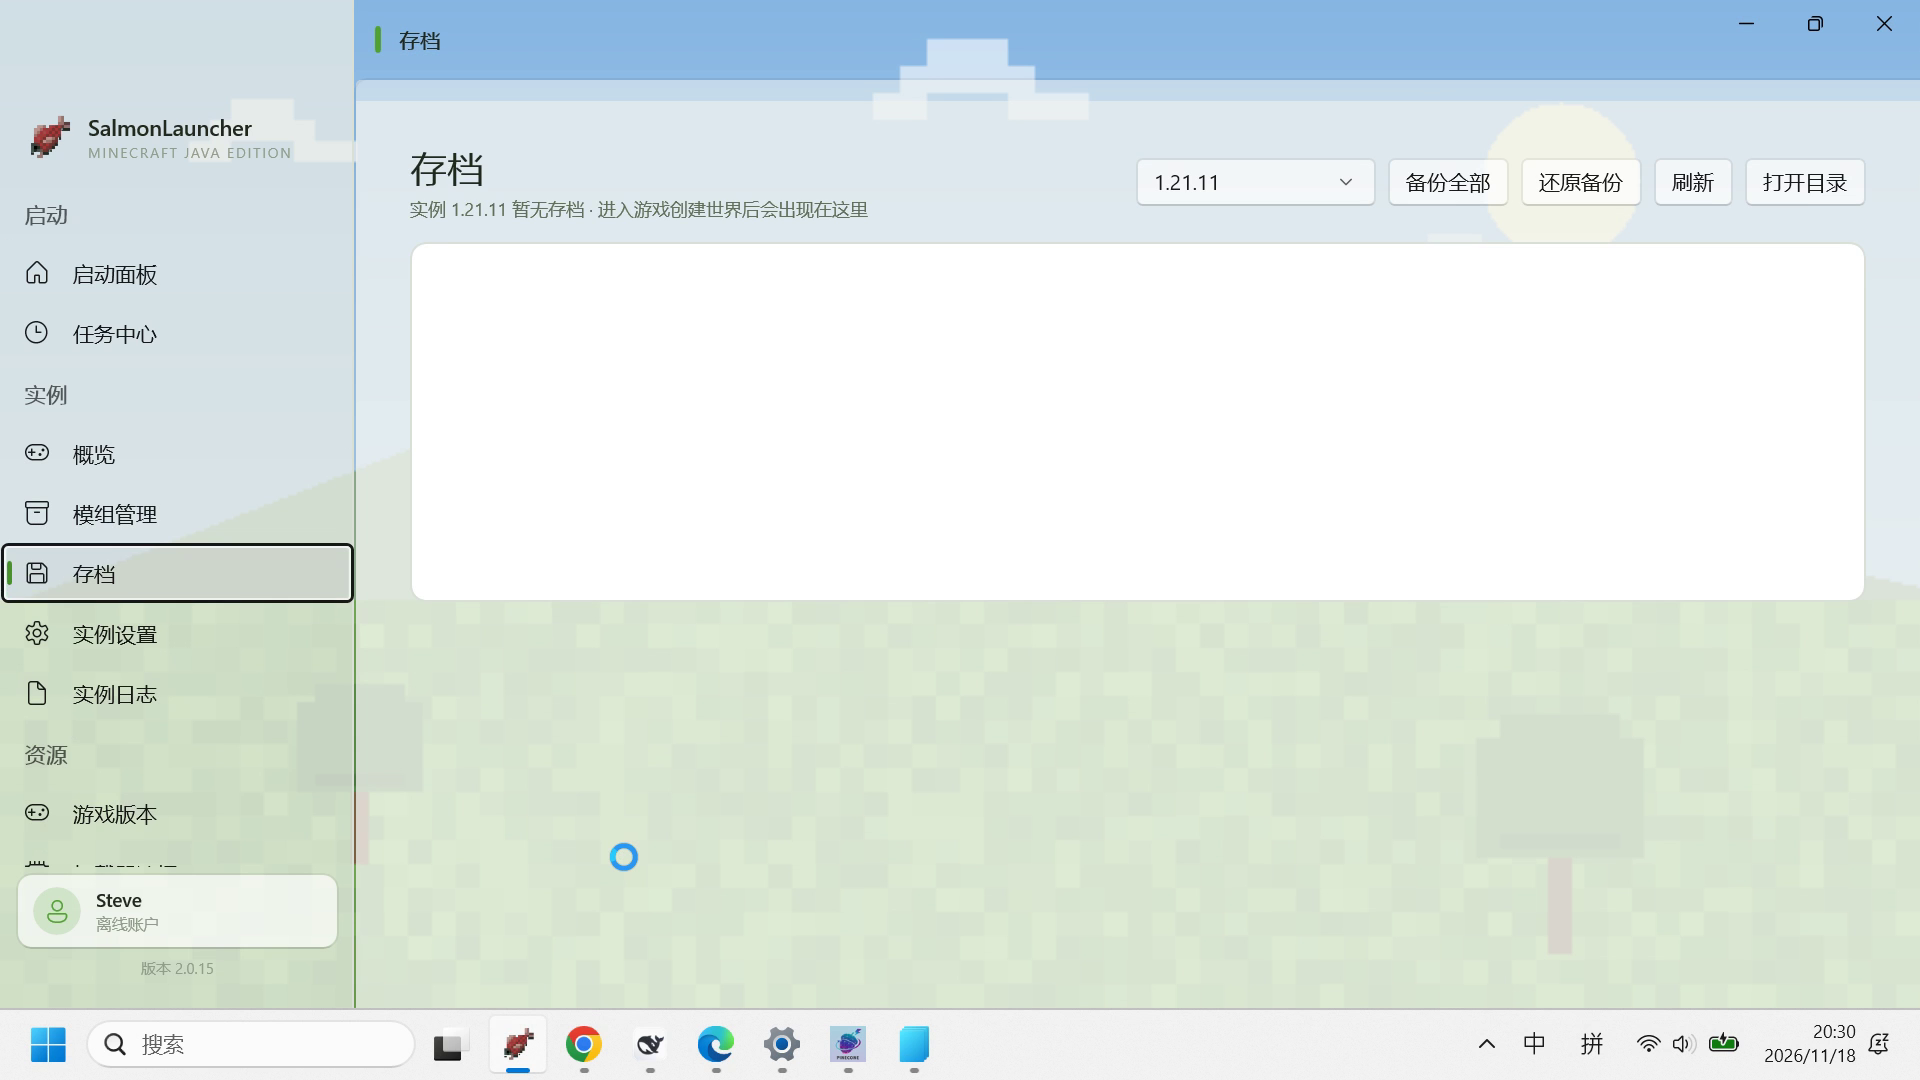 存档
SalmonLauncher
MINECRAFT JAVA EDITION
启动
启动面板
任务中心
实例
概览
模组管理
存档
实例设置
实例日志
资源
游戏版本
Steve
离线账户
版本 2.0.15
存档
实例 1.21.11 暂无存档 · 进入游戏创建世界后会出现在这里
1.21.11
备份全部
还原备份
刷新
打开目录
搜索
PINECONE
中
拼
20:30
2026/11/18